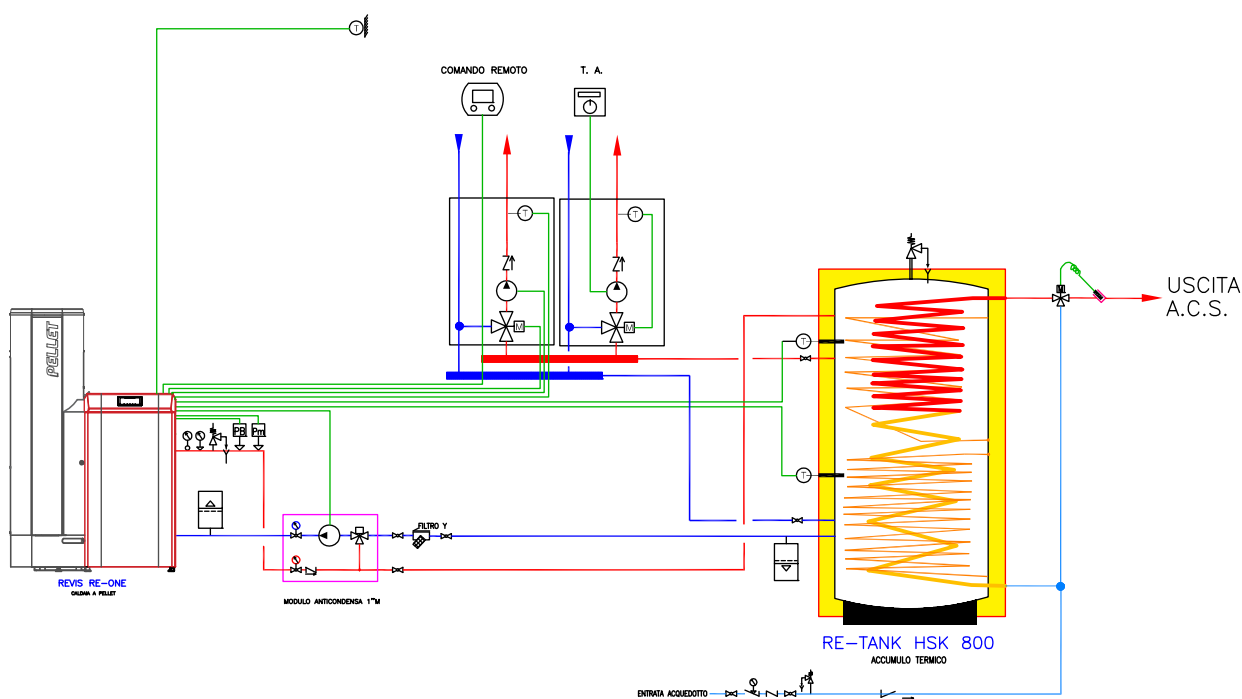 T
COMANDO REMOTO
T. A.
T
T
M
M
M
USCITA
A.C.S.
PELLET
T
PB
Pm
T
FILTRO Y
REVIS RE-ONE
CALDAIA A PELLET
MODULO ANTICONDENSA 1""M
RE-TANK HSK 800
ACCUMULO TERMICO
ENTRATA ACQUEDOTTO